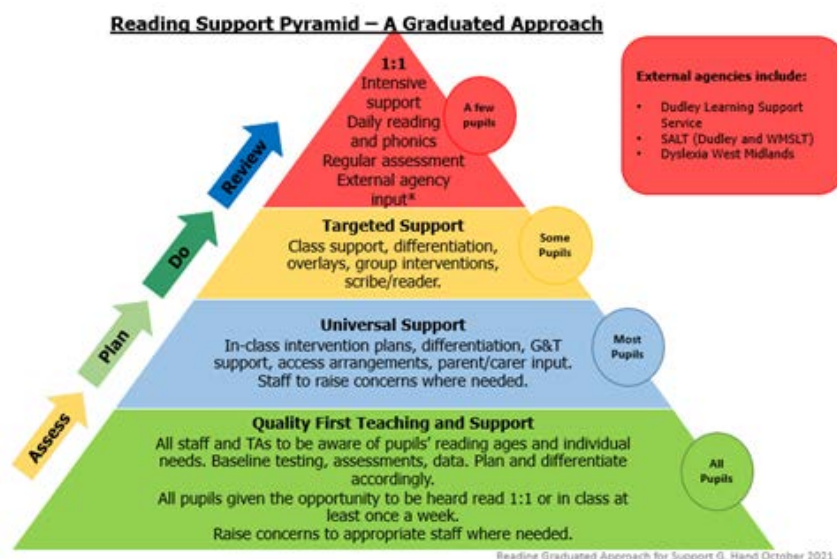 Reading Support Pyramid – A Graduated Approach
1:1
Intensive
support
Daily reading
and phonics
Regular assessment
External agency
input*
A few
pupils
External agencies include:
• Dudley Learning Support
Service
• SALT (Dudley and WMSLT)
• Dyslexia West Midlands
Review
Do
Plan
Assess
Targeted Support
Class support, differentiation,
overlays, group interventions,
scribe/reader.
Some
Pupils
Universal Support
In-class intervention plans, differentiation, G&T
support, access arrangements, parent/carer input.
Staff to raise concerns where needed.
Most
Pupils
Quality First Teaching and Support
All staff and TAs to be aware of pupils' reading ages and individual
needs. Baseline testing, assessments, data. Plan and differentiate
accordingly.
All pupils given the opportunity to be heard read 1:1 or in class at
least once a week.
Raise concerns to appropriate staff where needed.
All
Pupils
Reading Graduated Approach for Support G. Hand October 2021